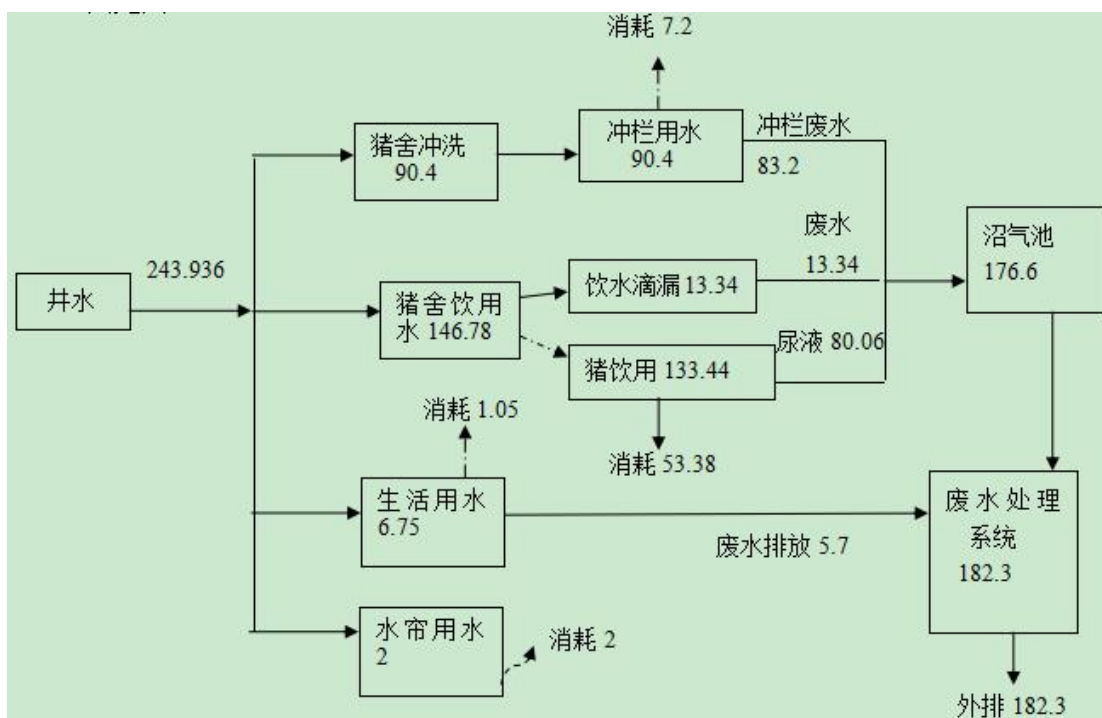 消耗 7.2
猪舍冲洗
90.4
冲栏用水
90.4
冲栏废水
83.2
井水
243.936
猪舍饮用
水 146.78
饮水滴漏 13.34
废水
13.34
沼气池
176.6
猪饮用 133.44
尿液 80.06
消耗 53.38
消耗 1.05
生活用水
6.75
废水排放 5.7
废水处理
系统
182.3
水帘用水
2
消耗 2
外排 182.3